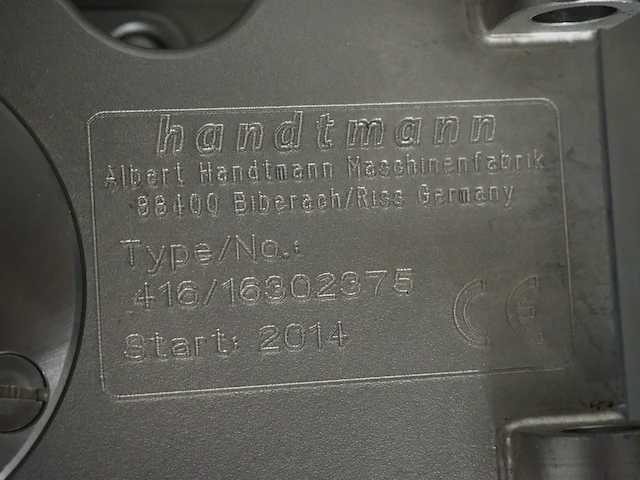 handtmann
Albert Handtmann Maschinenfabrik
88400 Biberach/Riss Germany
Type/No.:
416/16302375
Start: 2014
CE